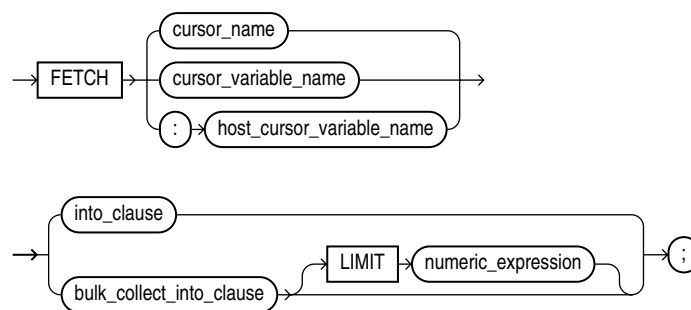 cursor_name
FETCH cursor_variable_name
: host_cursor_variable_name
into_clause
LIMIT numeric_expression ;
bulk_collect_into_clause